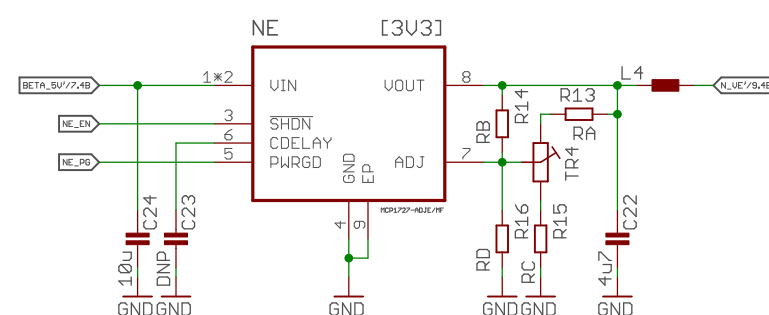 NE [3V3]
BETA_5V'/7.4B
1*2 VIN VOUT 8
L4
N_VE'/9.4B
R13
RA
R14
RB
NE_EN
3 SHDN
6 CDELAY
NE_PG
5 PWRGD ADJ 7
GND
EP
TR4
MCP1727-ADJE/MF
C24
10u
C23
DNP
4
9
R16
RD
R15
RC
C22
4u7
GND GND GND GND GND GND